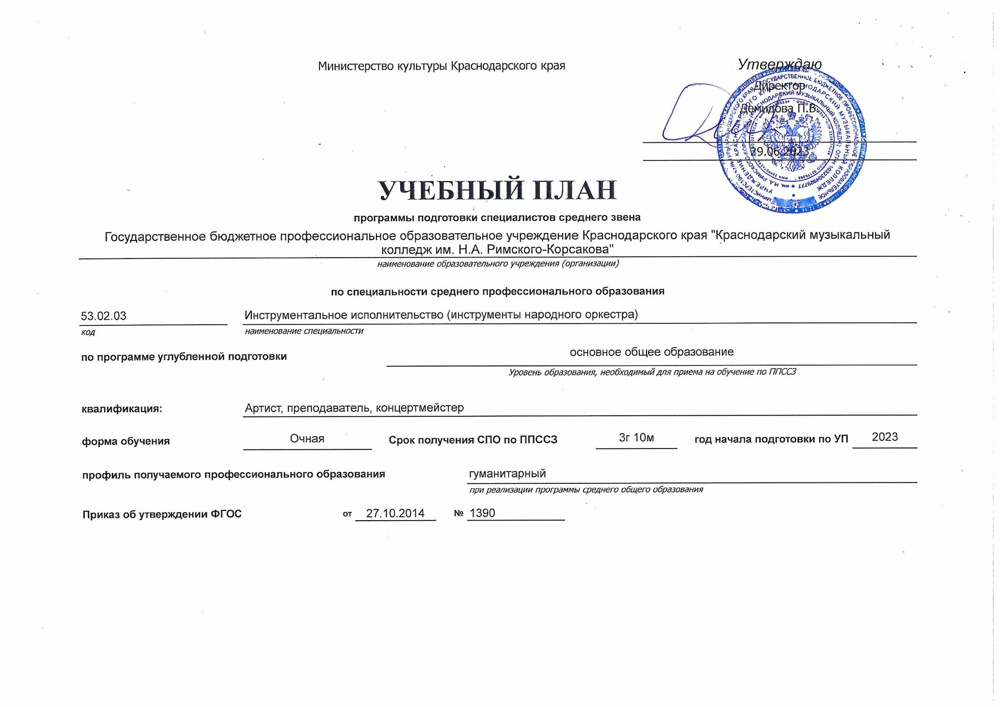 Министерство культуры Краснодарского края
Утверждаю
Директор
Демидова П.В.
29.06.2023
УЧЕБНЫЙ ПЛАН
программы подготовки специалистов среднего звена
Государственное бюджетное профессиональное образовательное учреждение Краснодарского края "Краснодарский музыкальный
колледж им. Н.А. Римского-Корсакова"
наименование образовательного учреждения (организации)
по специальности среднего профессионального образования
53.02.03 Инструментальное исполнительство (инструменты народного оркестра)
код наименование специальности
по программе углубленной подготовки основное общее образование
Уровень образования, необходимый для приема на обучение по ППССЗ
квалификация: Артист, преподаватель, концертмейстер
форма обучения Очная Срок получения СПО по ППССЗ 3г 10м год начала подготовки по УП 2023
профиль получаемого профессионального образования гуманитарный
при реализации программы среднего общего образования
Приказ об утверждении ФГОС от 27.10.2014 № 1390